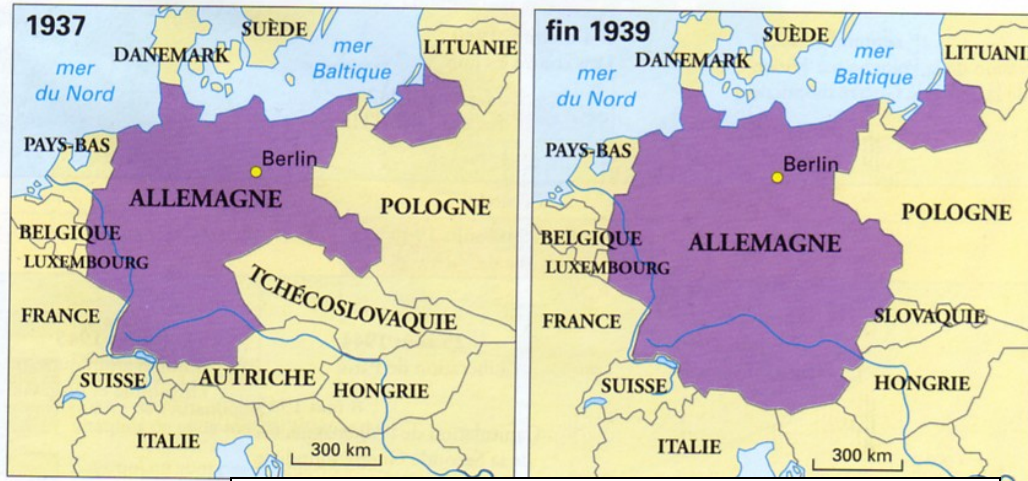 1937
SUÈDE
DANEMARK
mer
Baltique
LITUANIE
mer
du Nord
PAYS-BAS
Berlin
ALLEMAGNE
POLOGNE
BELGIQUE
LUXEMBOURG
TCHÉCOSLOVAQUIE
FRANCE
SUISSE
AUTRICHE
HONGRIE
ITALIE
300 km
fin 1939
SUÈDE
DANEMARK
mer
Baltique
LITUANI
mer
du Nord
PAYS-BAS
Berlin
ALLEMAGNE
POLOGNE
BELGIQUE
LUXEMBOURG
SLOVAQUIE
FRANCE
SUISSE
HONGRIE
ITALIE
300 km